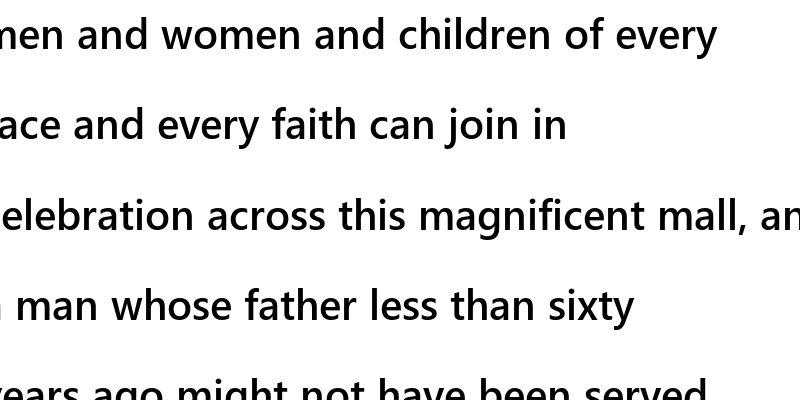 men and women and children of every
ace and every faith can join in
elebration across this magnificent mall, an
man whose father less than sixty
years ago might not have been served